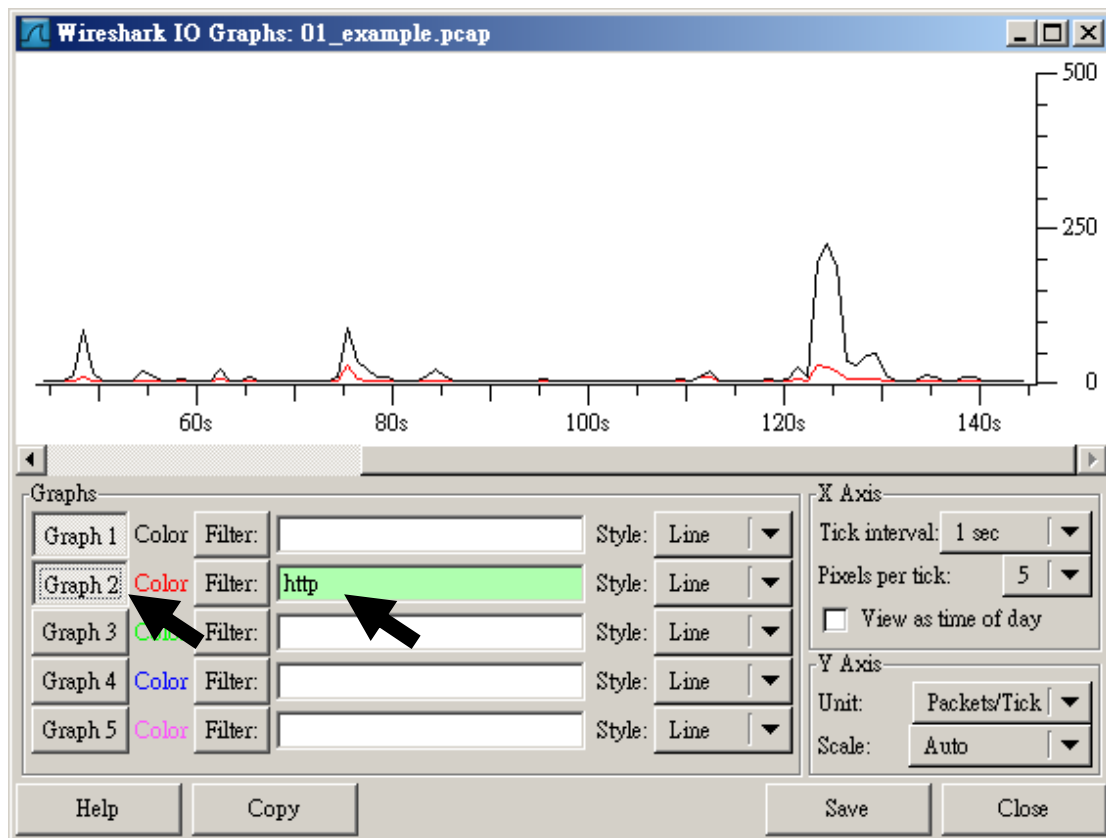 Wireshark IO Graphs: 01_example.pcap
500
250
0
60s 80s 100s 120s 140s
Graphs
Graph 1 Color Filter: Style: Line
Graph 2 Color Filter: http Style: Line
Graph 3 Color Filter: Style: Line
Graph 4 Color Filter: Style: Line
Graph 5 Color Filter: Style: Line
X Axis
Tick interval: 1 sec
Pixels per tick: 5
View as time of day
Y Axis
Unit: Packets/Tick
Scale: Auto
Help Copy Save Close